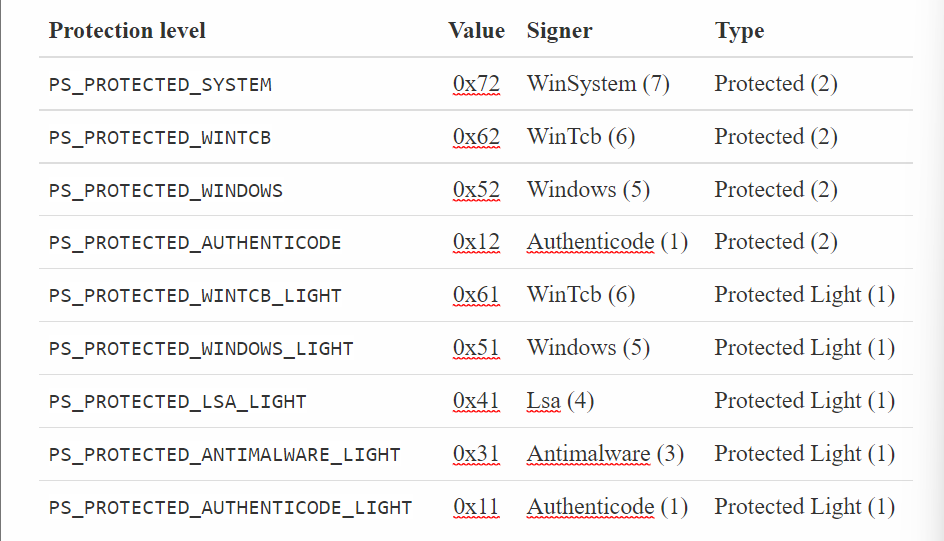 Protection level Value Signer Type
PS_PROTECTED_SYSTEM 0x72 WinSystem (7) Protected (2)
PS_PROTECTED_WINTCB 0x62 WinTcb (6) Protected (2)
PS_PROTECTED_WINDOWS 0x52 Windows (5) Protected (2)
PS_PROTECTED_AUTHENTICODE 0x12 Authenticode (1) Protected (2)
PS_PROTECTED_WINTCB_LIGHT 0x61 WinTcb (6) Protected Light (1)
PS_PROTECTED_WINDOWS_LIGHT 0x51 Windows (5) Protected Light (1)
PS_PROTECTED_LSA_LIGHT 0x41 Lsa (4) Protected Light (1)
PS_PROTECTED_ANTIMALWARE_LIGHT 0x31 Antimalware (3) Protected Light (1)
PS_PROTECTED_AUTHENTICODE_LIGHT 0x11 Authenticode (1) Protected Light (1)